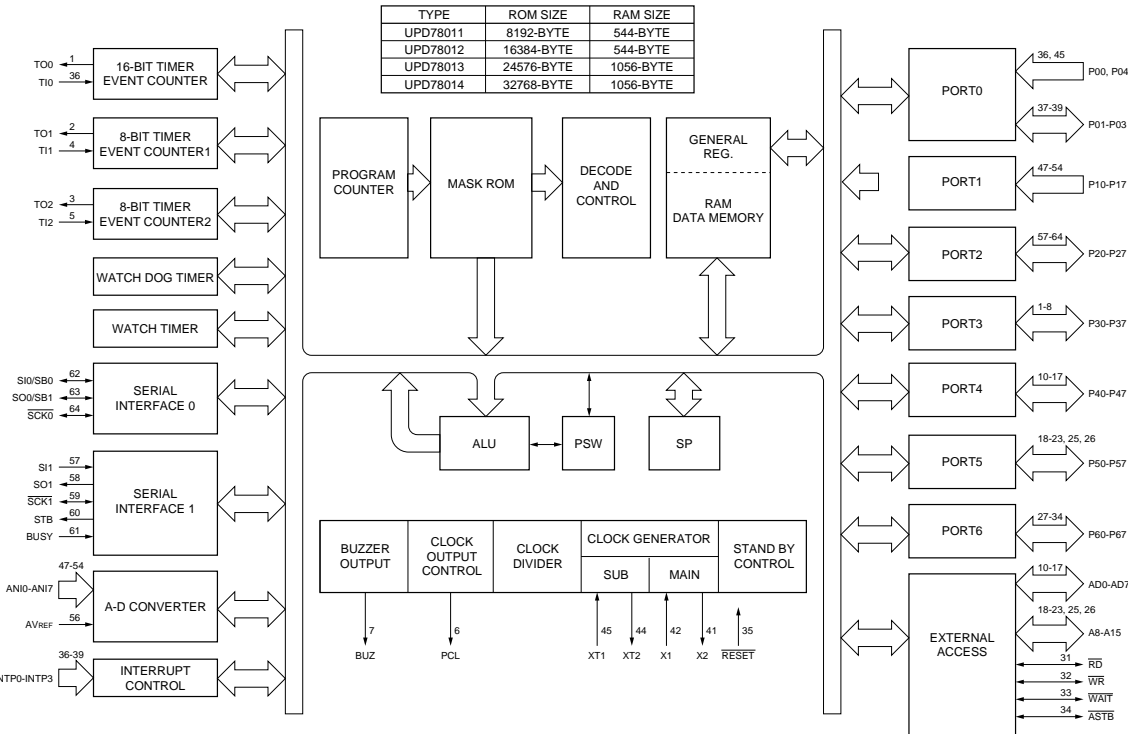 TYPE ROM SIZE RAM SIZE
UPD78011 8192-BYTE 544-BYTE
UPD78012 16384-BYTE 544-BYTE
UPD78013 24576-BYTE 1056-BYTE
UPD78014 32768-BYTE 1056-BYTE
TO0 1
TI0 36
16-BIT TIMER
EVENT COUNTER
TO1 2
TI1 4
8-BIT TIMER
EVENT COUNTER1
TO2 3
TI2 5
8-BIT TIMER
EVENT COUNTER2
WATCH DOG TIMER
WATCH TIMER
SI0/SB0 62
SO0/SB1 63
SCK0 64
SERIAL
INTERFACE 0
SI1 57
SO1 58
SCK1 59
STB 60
BUSY 61
SERIAL
INTERFACE 1
47-54
ANI0-ANI7
AVREF 56
A-D CONVERTER
36-39
NTP0-INTP3
INTERRUPT
CONTROL
PROGRAM
COUNTER
MASK ROM
DECODE
AND
CONTROL
GENERAL
REG.
RAM
DATA MEMORY
ALU
PSW
SP
BUZZER
OUTPUT
CLOCK
OUTPUT
CONTROL
CLOCK
DIVIDER
CLOCK GENERATOR
SUB MAIN
STAND BY
CONTROL
7 6 45 44 42 41 35
BUZ PCL XT1 XT2 X1 X2 RESET
PORT0
36, 45
P00, P04
37-39
P01-P03
PORT1
47-54
P10-P17
PORT2
57-64
P20-P27
PORT3
1-8
P30-P37
PORT4
10-17
P40-P47
PORT5
18-23, 25, 26
P50-P57
PORT6
27-34
P60-P67
EXTERNAL
ACCESS
10-17
AD0-AD7
18-23, 25, 26
A8-A15
31 RD
32 WR
33 WAIT
34 ASTB